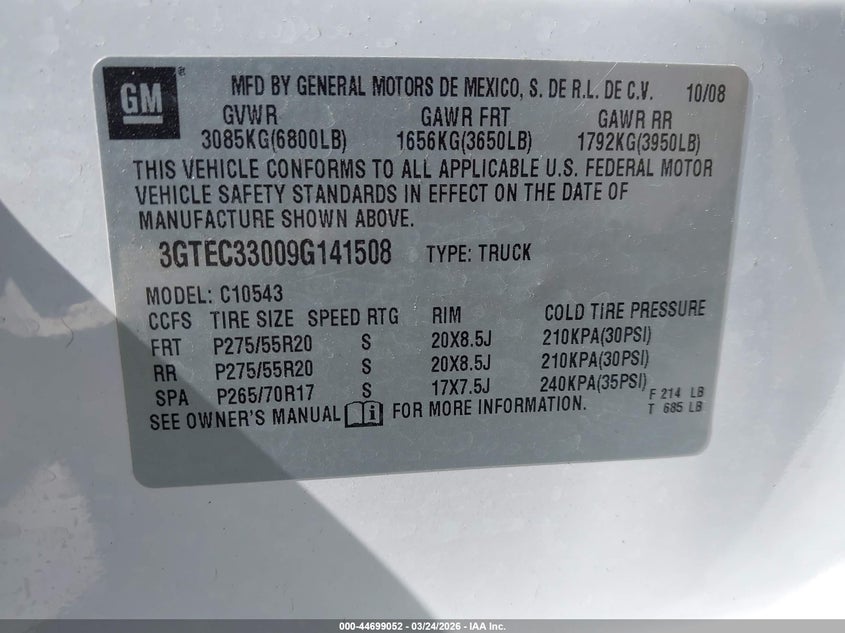 GM ® MFD BY GENERAL MOTORS DE MEXICO, S. DE R.L. DE C.V. 10/08
GVWR GAWR FRT GAWR RR
3085KG(6800LB) 1656KG(3650LB) 1792KG(3950LB)
THIS VEHICLE CONFORMS TO ALL APPLICABLE U.S. FEDERAL MOTOR
VEHICLE SAFETY STANDARDS IN EFFECT ON THE DATE OF
MANUFACTURE SHOWN ABOVE.
3GTEC33009G141508 TYPE: TRUCK
MODEL: C10543
CCFS TIRE SIZE SPEED RTG RIM COLD TIRE PRESSURE
FRT P275/55R20 S 20X8.5J 210KPA(30PSI)
RR P275/55R20 S 20X8.5J 210KPA(30PSI)
SPA P265/70R17 S 17X7.5J 240KPA(35PSI) F 214 LB
SEE OWNER'S MANUAL FOR MORE INFORMATION. T 685 LB
000-44699052 / 03/24/2026 - IAA Inc.